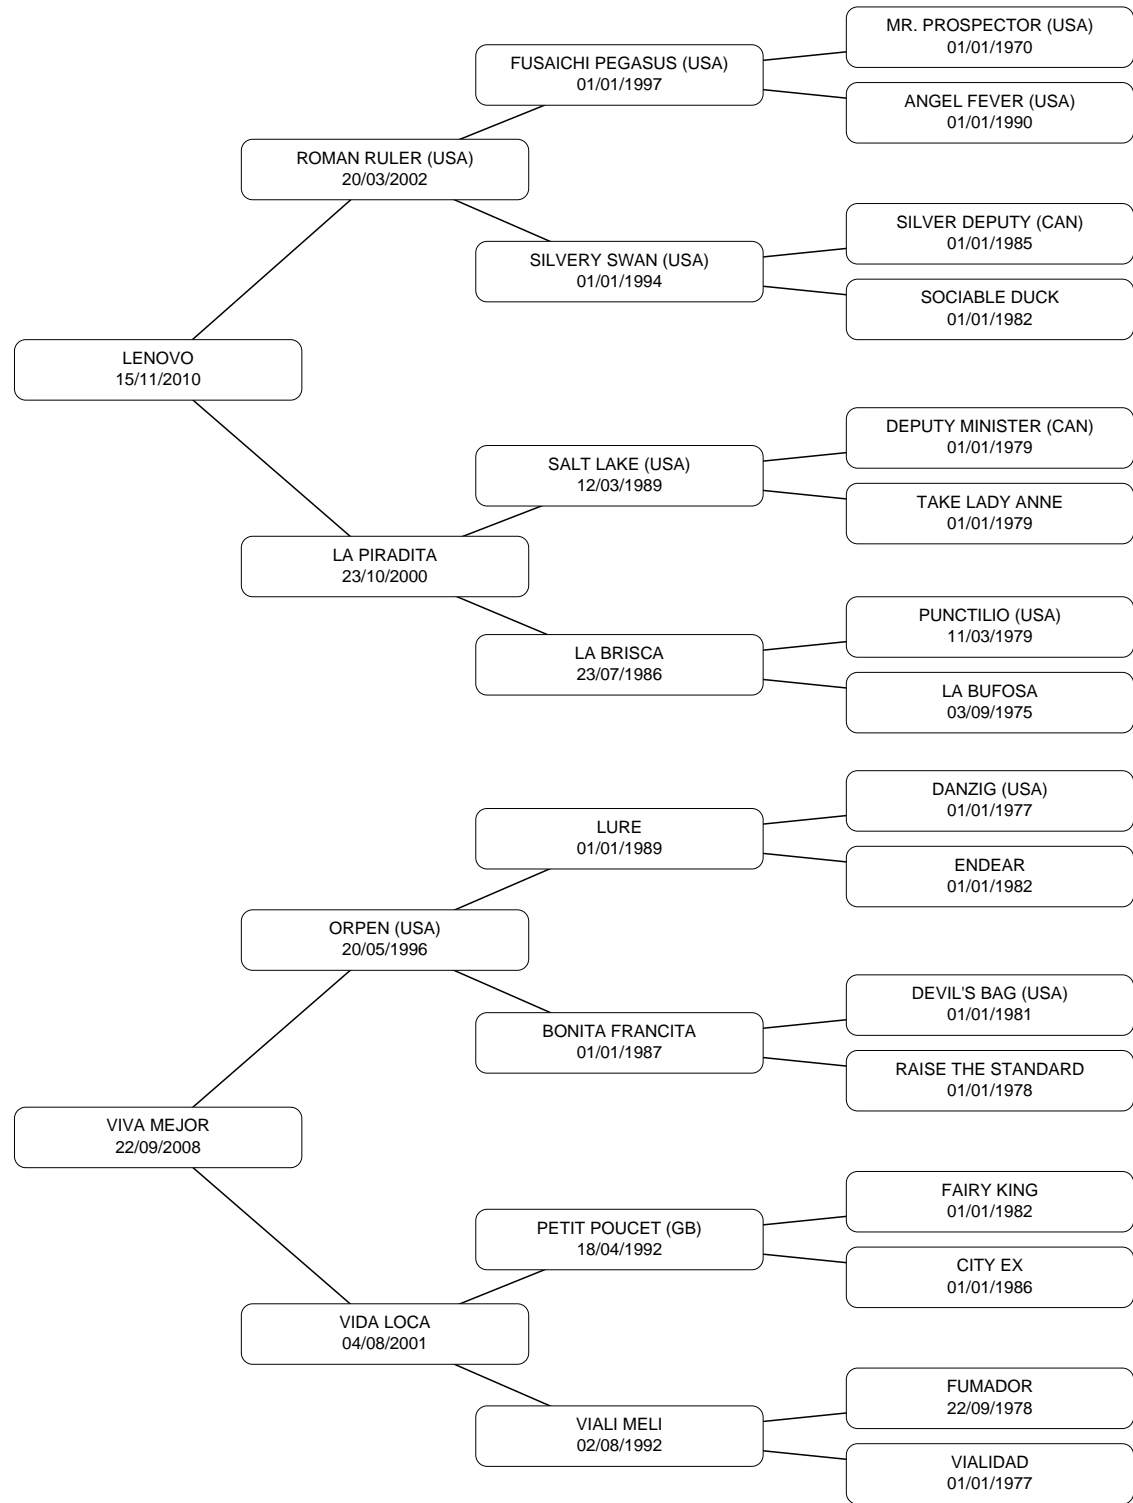 MR. PROSPECTOR (USA)
01/01/1970
FUSAICHI PEGASUS (USA)
01/01/1997
ANGEL FEVER (USA)
01/01/1990
ROMAN RULER (USA)
20/03/2002
SILVER DEPUTY (CAN)
01/01/1985
SILVERY SWAN (USA)
01/01/1994
SOCIABLE DUCK
01/01/1982
LENOVO
15/11/2010
DEPUTY MINISTER (CAN)
01/01/1979
SALT LAKE (USA)
12/03/1989
TAKE LADY ANNE
01/01/1979
LA PIRADITA
23/10/2000
PUNCTILIO (USA)
11/03/1979
LA BRISCA
23/07/1986
LA BUFOSA
03/09/1975
DANZIG (USA)
01/01/1977
LURE
01/01/1989
ENDEAR
01/01/1982
ORPEN (USA)
20/05/1996
DEVIL'S BAG (USA)
01/01/1981
BONITA FRANCITA
01/01/1987
RAISE THE STANDARD
01/01/1978
VIVA MEJOR
22/09/2008
FAIRY KING
01/01/1982
PETIT POUCET (GB)
18/04/1992
CITY EX
01/01/1986
VIDA LOCA
04/08/2001
FUMADOR
22/09/1978
VIALI MELI
02/08/1992
VIALIDAD
01/01/1977